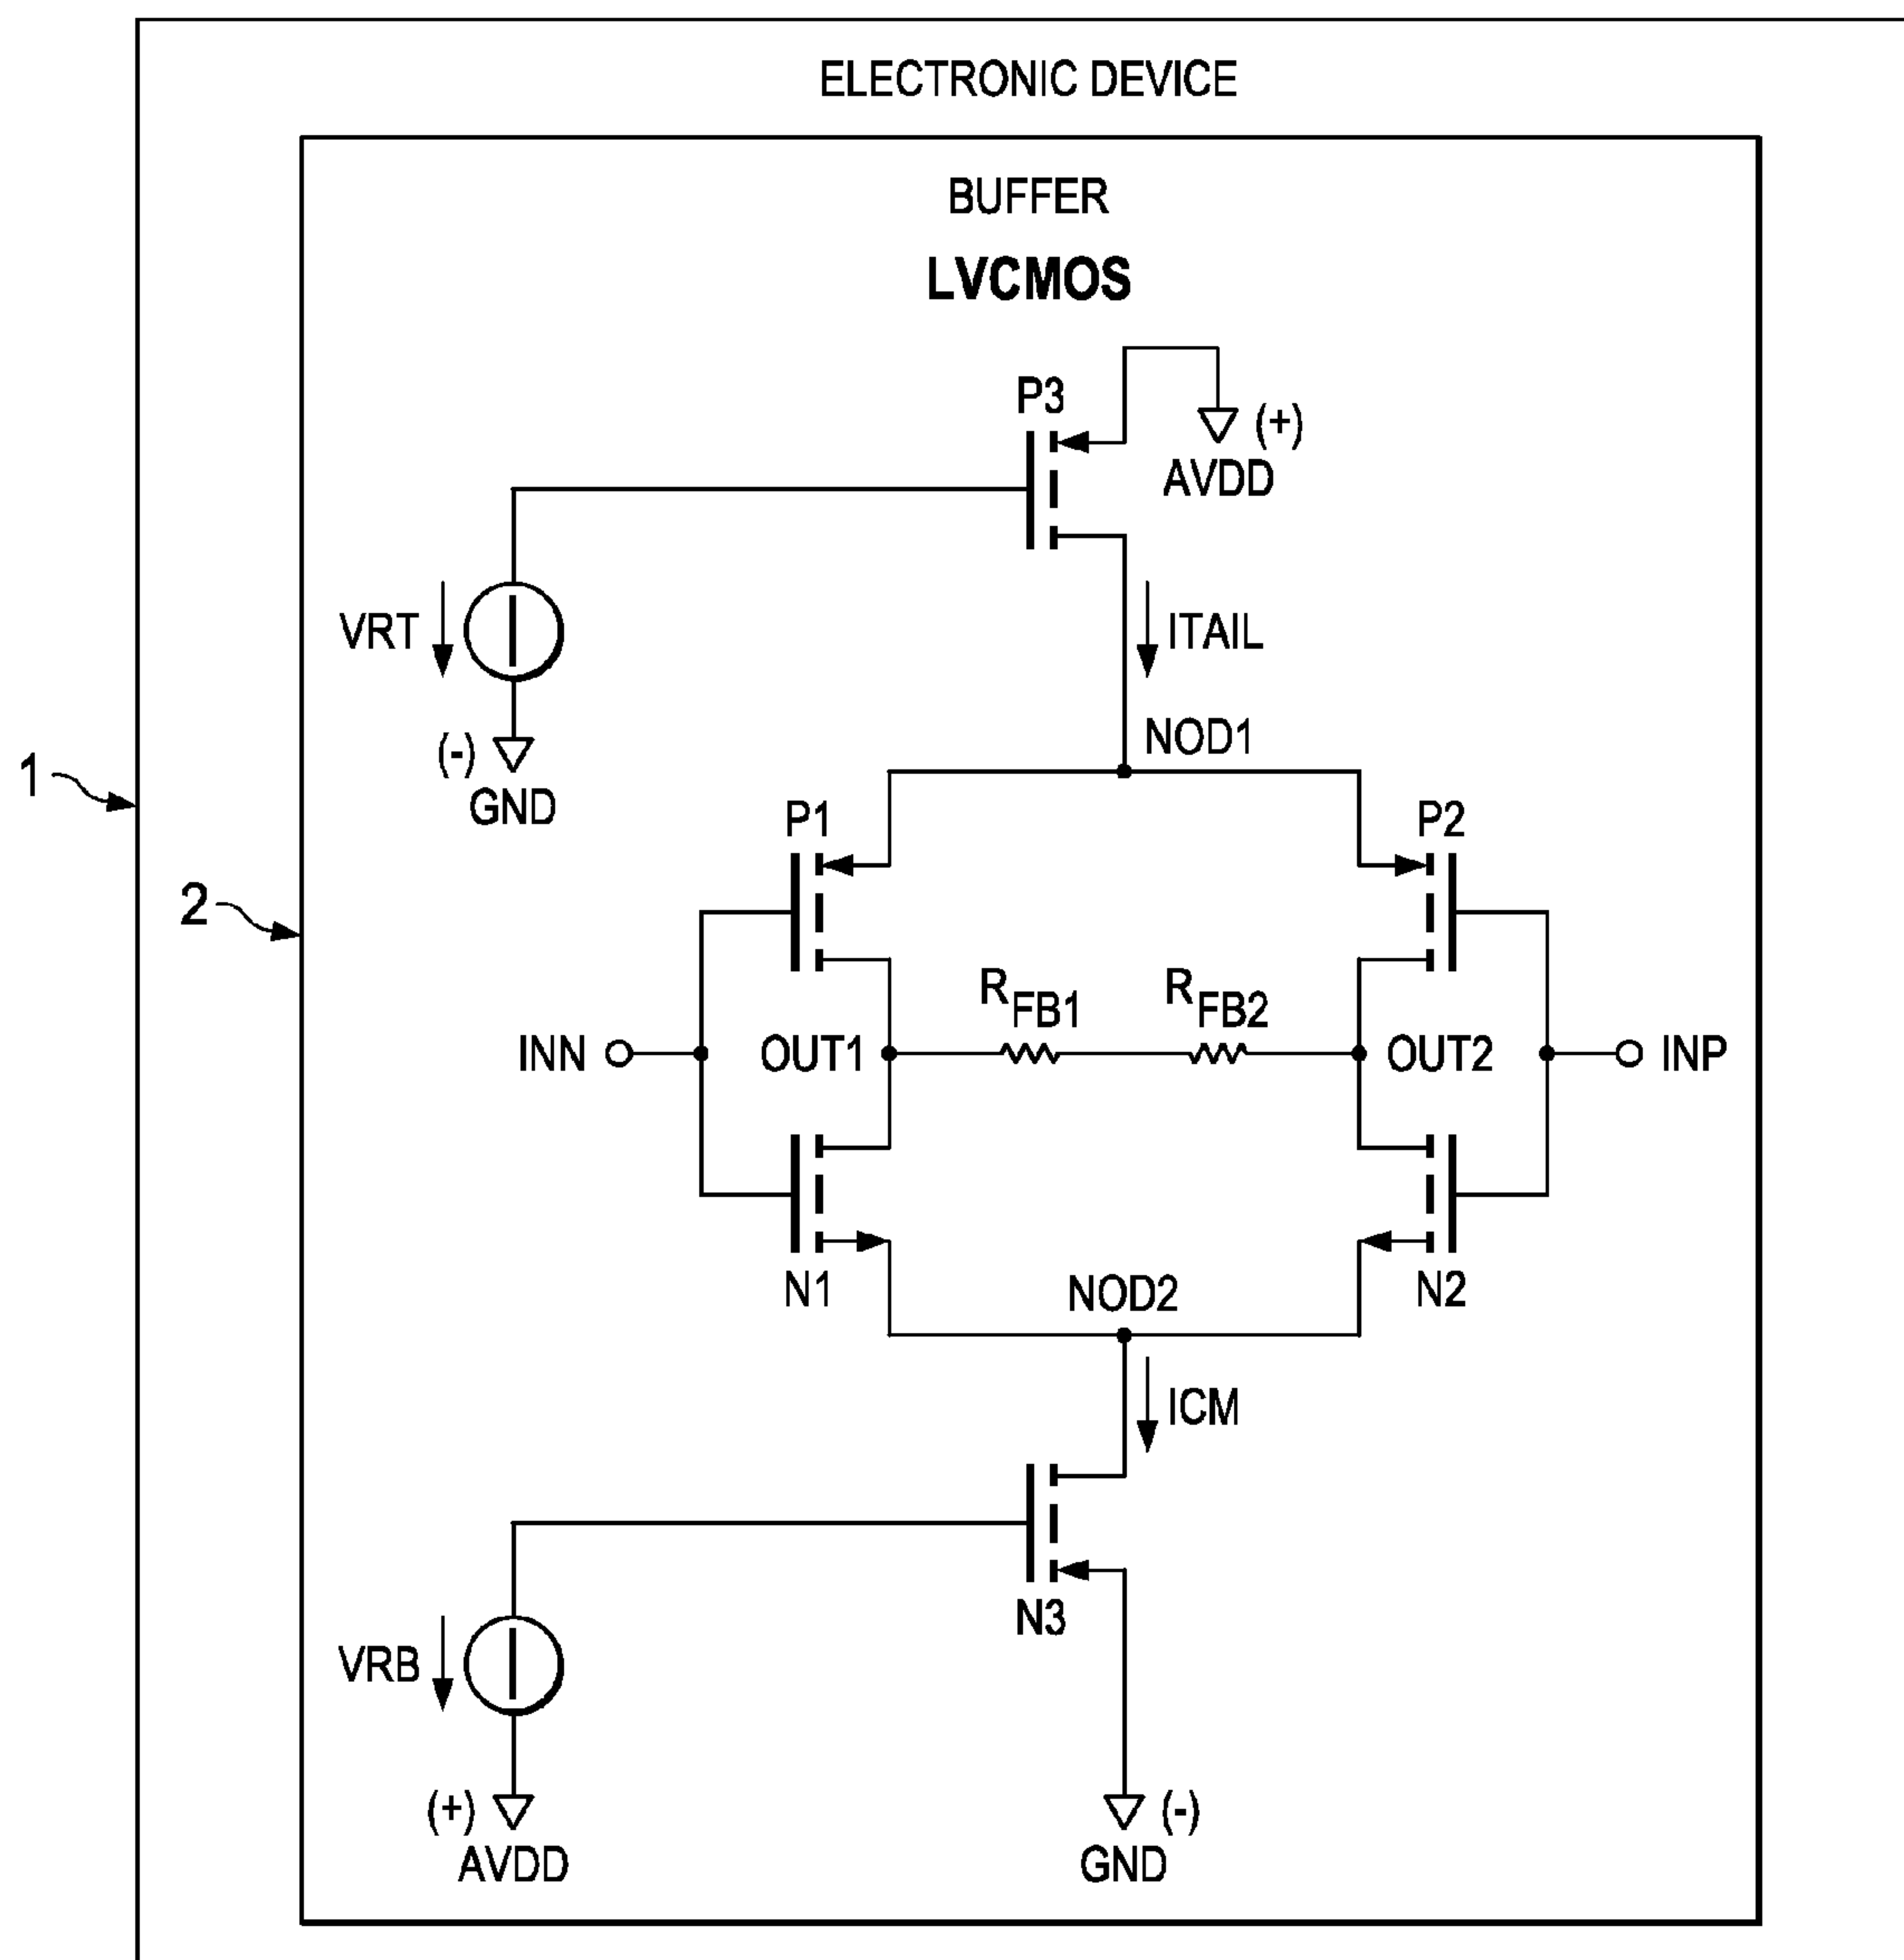 ELECTRONIC DEVICE
BUFFER
LVCMOS
P3
(+)
AVDD
VRT
ITAIL
(-)
GND
NOD1
1
P1
P2
2
RFB1
RFB2
INN
OUT1
OUT2
INP
N1
NOD2
N2
ICM
N3
VRB
(+)
AVDD
(-)
GND